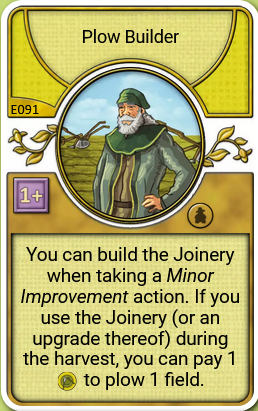 Plow Builder
E091
1+
You can build the Joinery
when taking a Minor
Improvement action. If you
use the Joinery (or an
upgrade thereof) during
the harvest, you can pay 1
to plow 1 field.